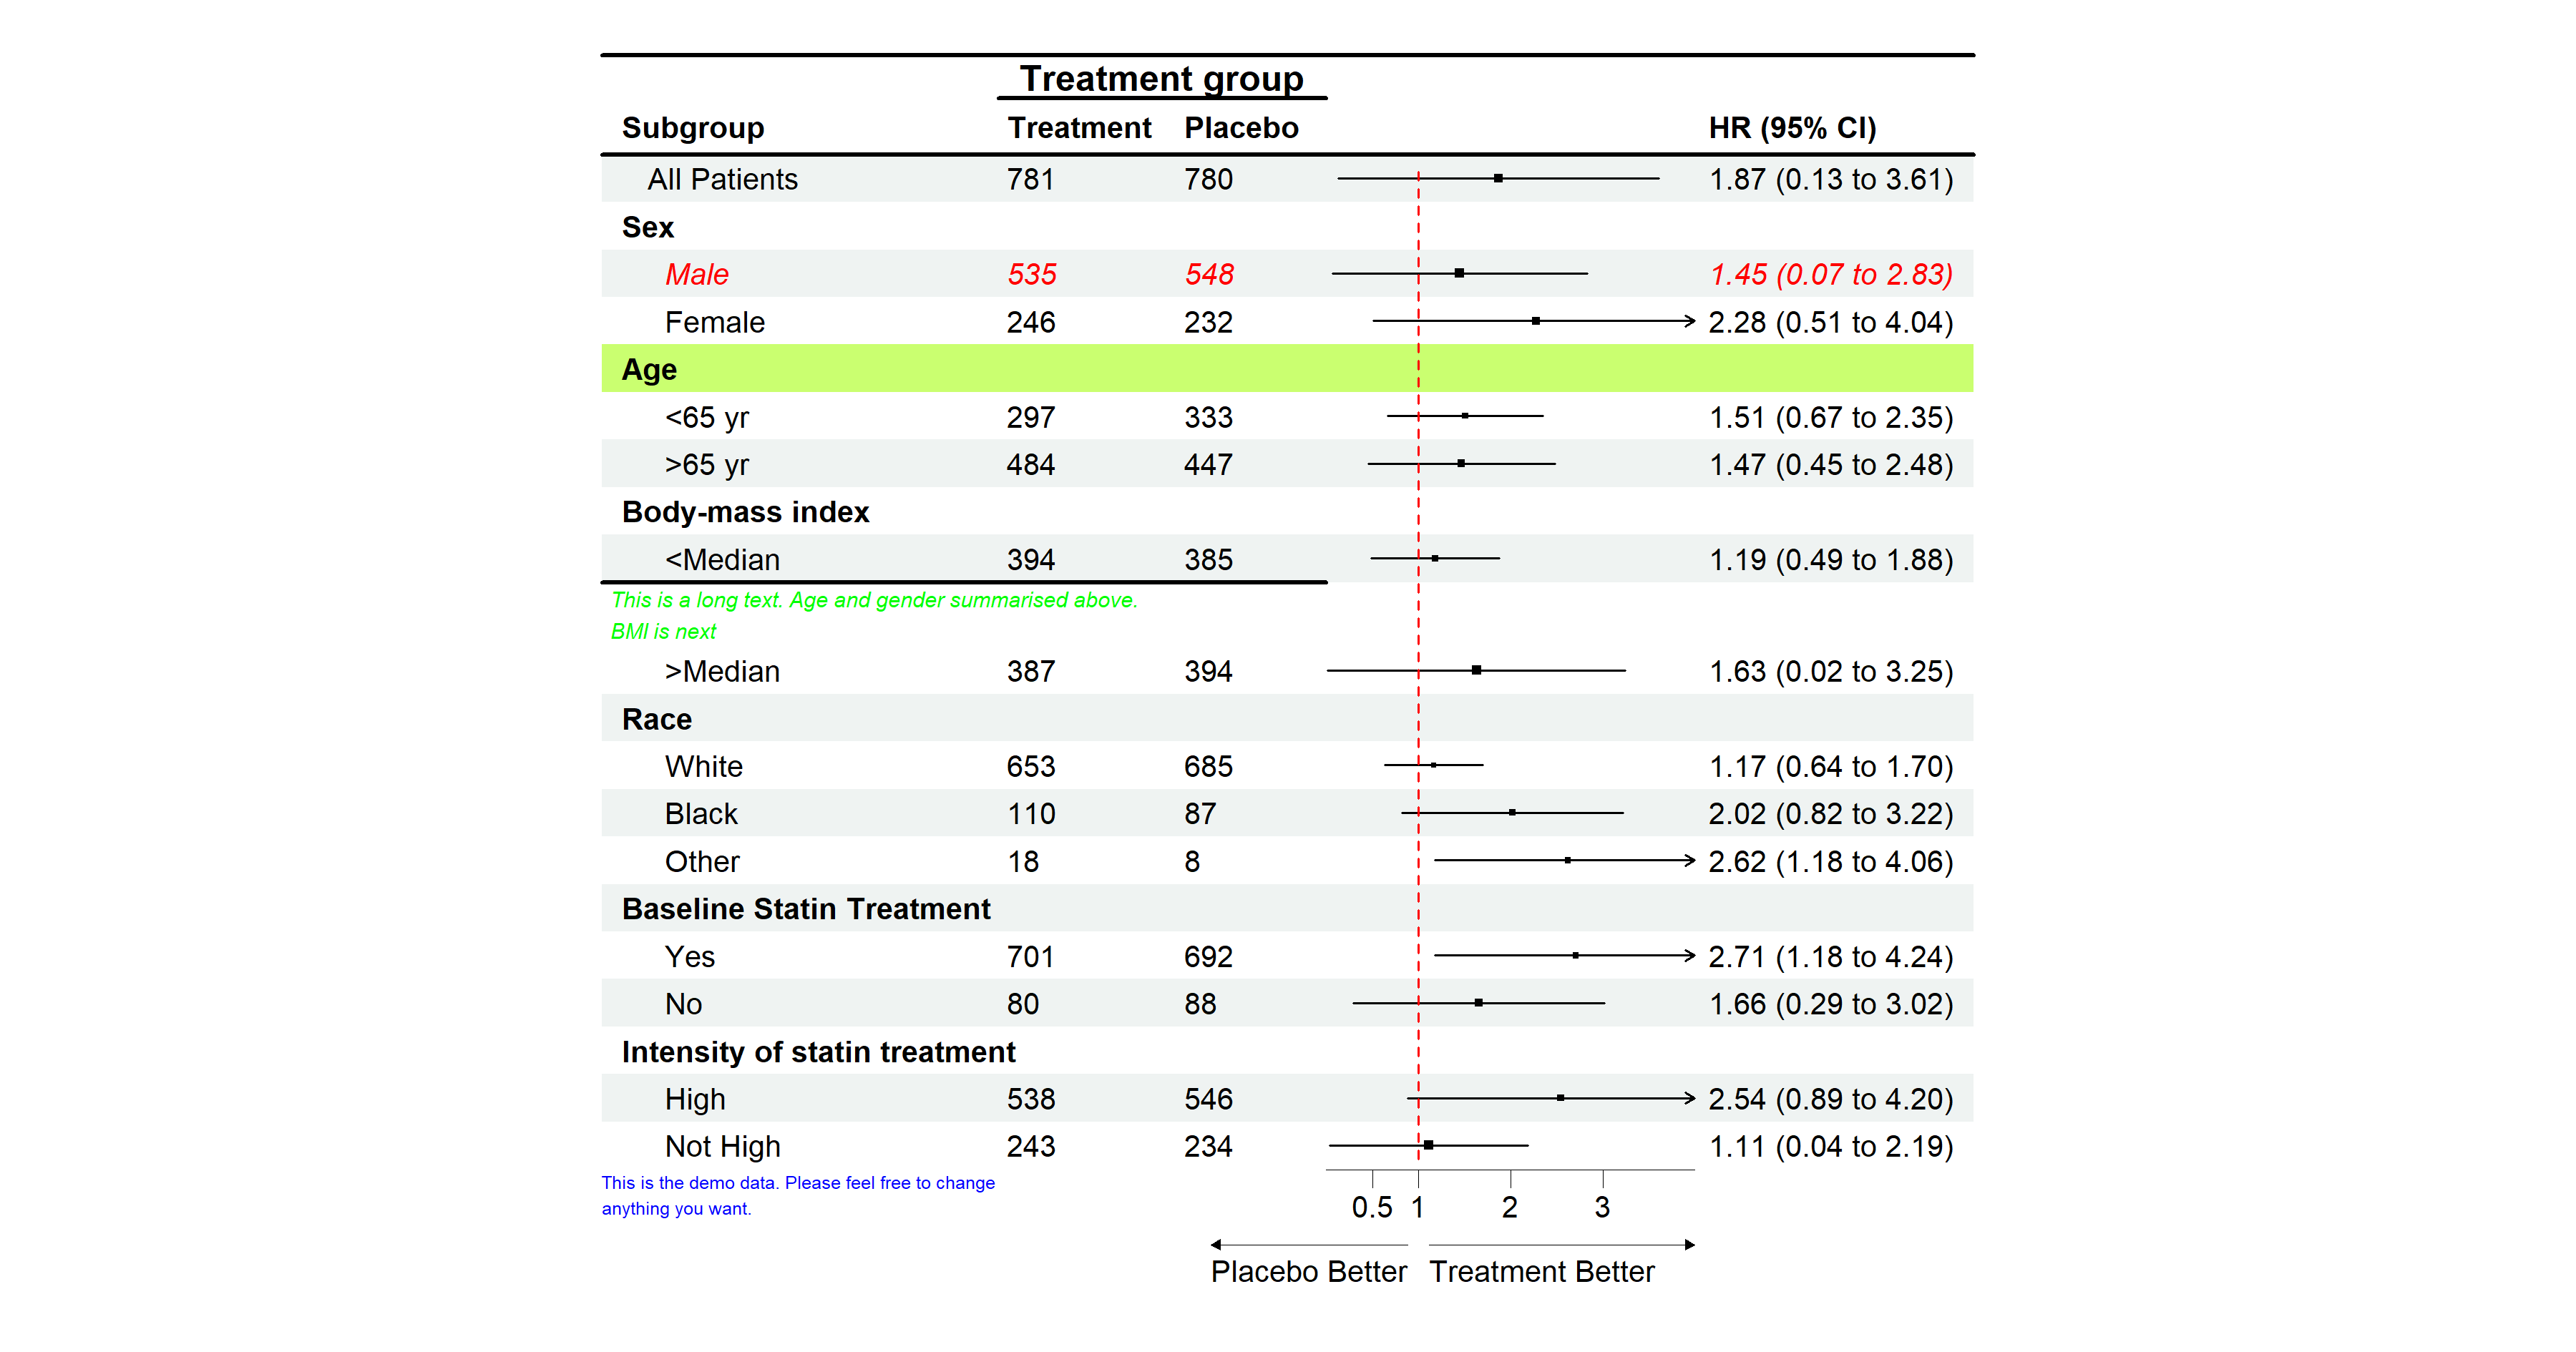 Treatment group
Subgroup Treatment Placebo HR (95% CI)
All Patients 781 780 1.87 (0.13 to 3.61)
Sex
Male 535 548 1.45 (0.07 to 2.83)
Female 246 232 2.28 (0.51 to 4.04)
Age
<65 yr 297 333 1.51 (0.67 to 2.35)
>65 yr 484 447 1.47 (0.45 to 2.48)
Body-mass index
<Median 394 385 1.19 (0.49 to 1.88)
This is a long text. Age and gender summarised above.
BMI is next
>Median 387 394 1.63 (0.02 to 3.25)
Race
White 653 685 1.17 (0.64 to 1.70)
Black 110 87 2.02 (0.82 to 3.22)
Other 18 8 2.62 (1.18 to 4.06)
Baseline Statin Treatment
Yes 701 692 2.71 (1.18 to 4.24)
No 80 88 1.66 (0.29 to 3.02)
Intensity of statin treatment
High 538 546 2.54 (0.89 to 4.20)
Not High 243 234 1.11 (0.04 to 2.19)
This is the demo data. Please feel free to change
anything you want.
0.5 1 2 3
Placebo Better Treatment Better